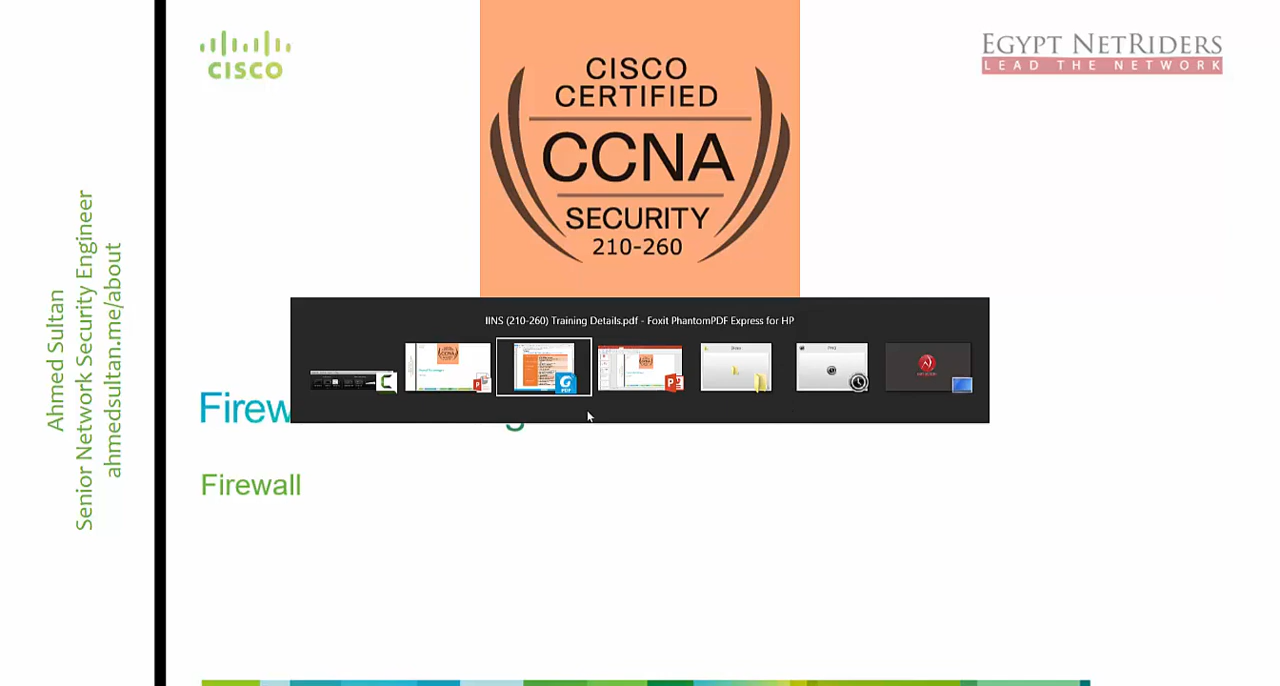 CISCO
EGYPT NETRIDERS
LEAD THE NETWORK
CISCO
CERTIFIED
CCNA
SECURITY
210-260
Ahmed Sultan
Senior Network Security Engineer
ahmedsultan.me/about
IINS (210-260) Training Details.pdf - Foxit PhantomPDF Express for HP
Firewall